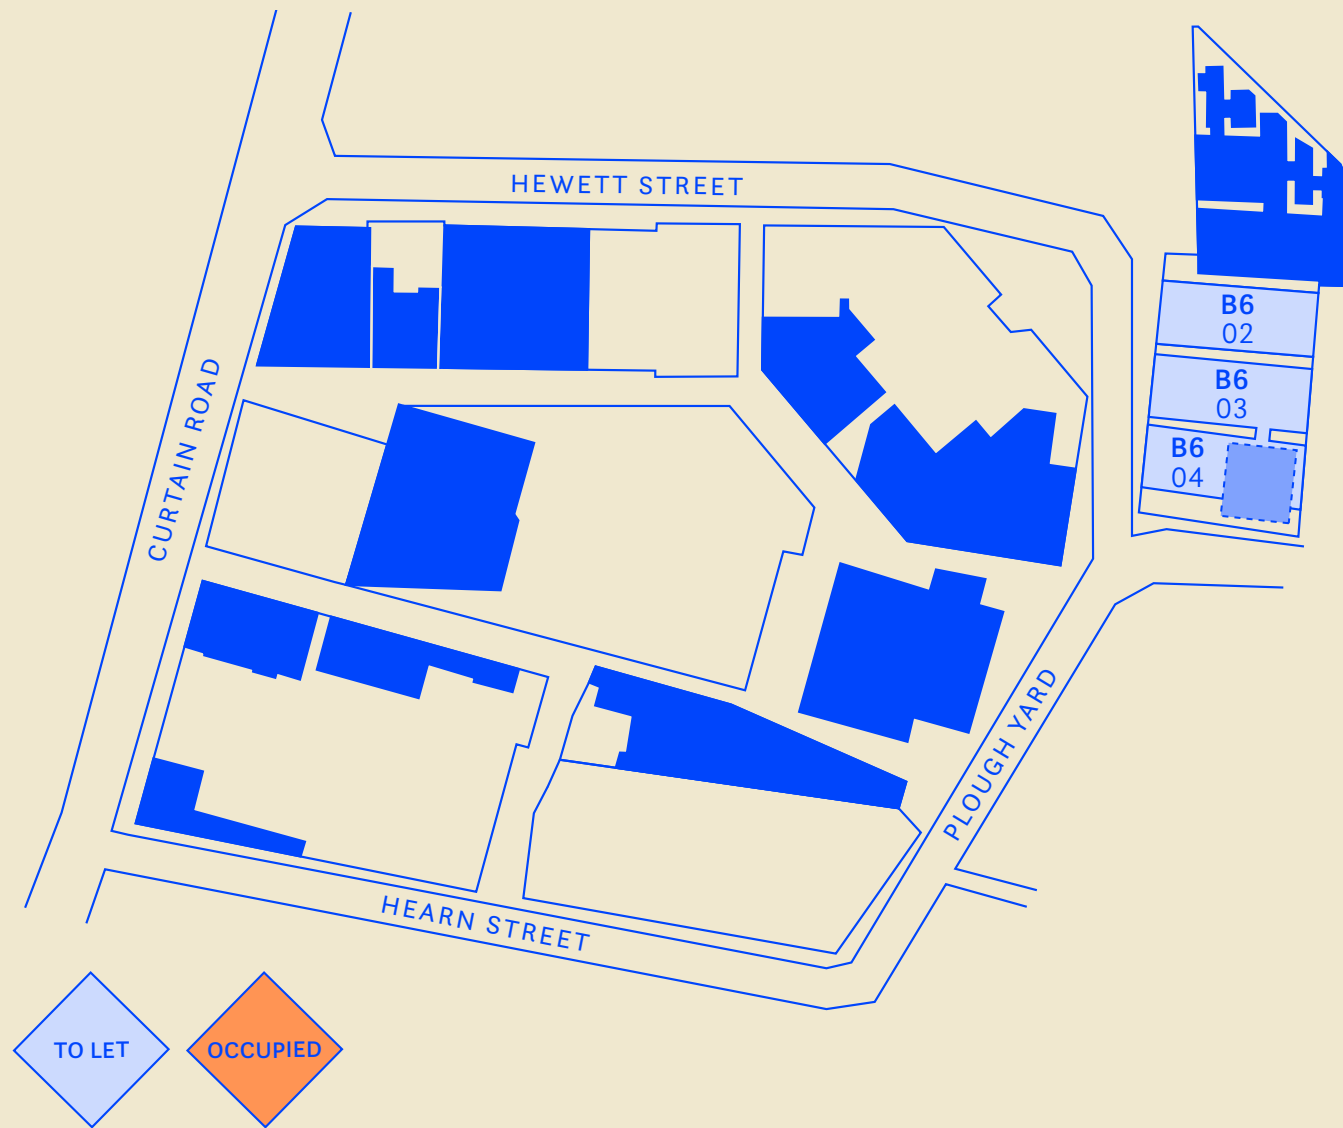 HEWETT STREET
B6
02
B6
03
B6
04
CURTAIN ROAD
PLOUGH YARD
HEARN STREET
TO LET
OCCUPIED